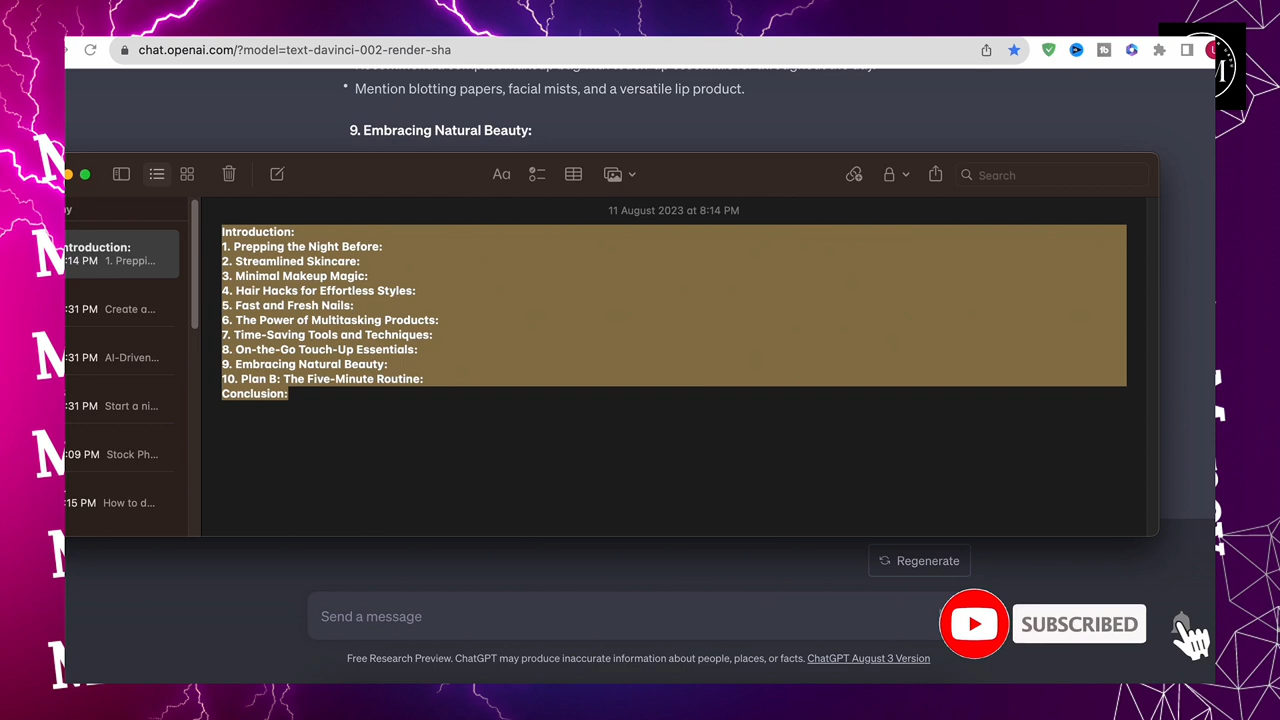 chat.openai.com/?model=text-davinci-002-render-sha
Mention blotting papers, facial mists, and a versatile lip product.
9. Embracing Natural Beauty:
Aa
Search
11 August 2023 at 8:14 PM
ntroduction:
:14 PM 1. Preppi...
:31 PM Create a...
:31 PM AI-Driven...
:31 PM Start a ni...
:09 PM Stock Ph...
:15 PM How to d...
Introduction:
1. Prepping the Night Before:
2. Streamlined Skincare:
3. Minimal Makeup Magic:
4. Hair Hacks for Effortless Styles:
5. Fast and Fresh Nails:
6. The Power of Multitasking Products:
7. Time-Saving Tools and Techniques:
8. On-the-Go Touch-Up Essentials:
9. Embracing Natural Beauty:
10. Plan B: The Five-Minute Routine:
Conclusion:
Regenerate
Send a message
SUBSCRIBED
Free Research Preview. ChatGPT may produce inaccurate information about people, places, or facts. ChatGPT August 3 Version